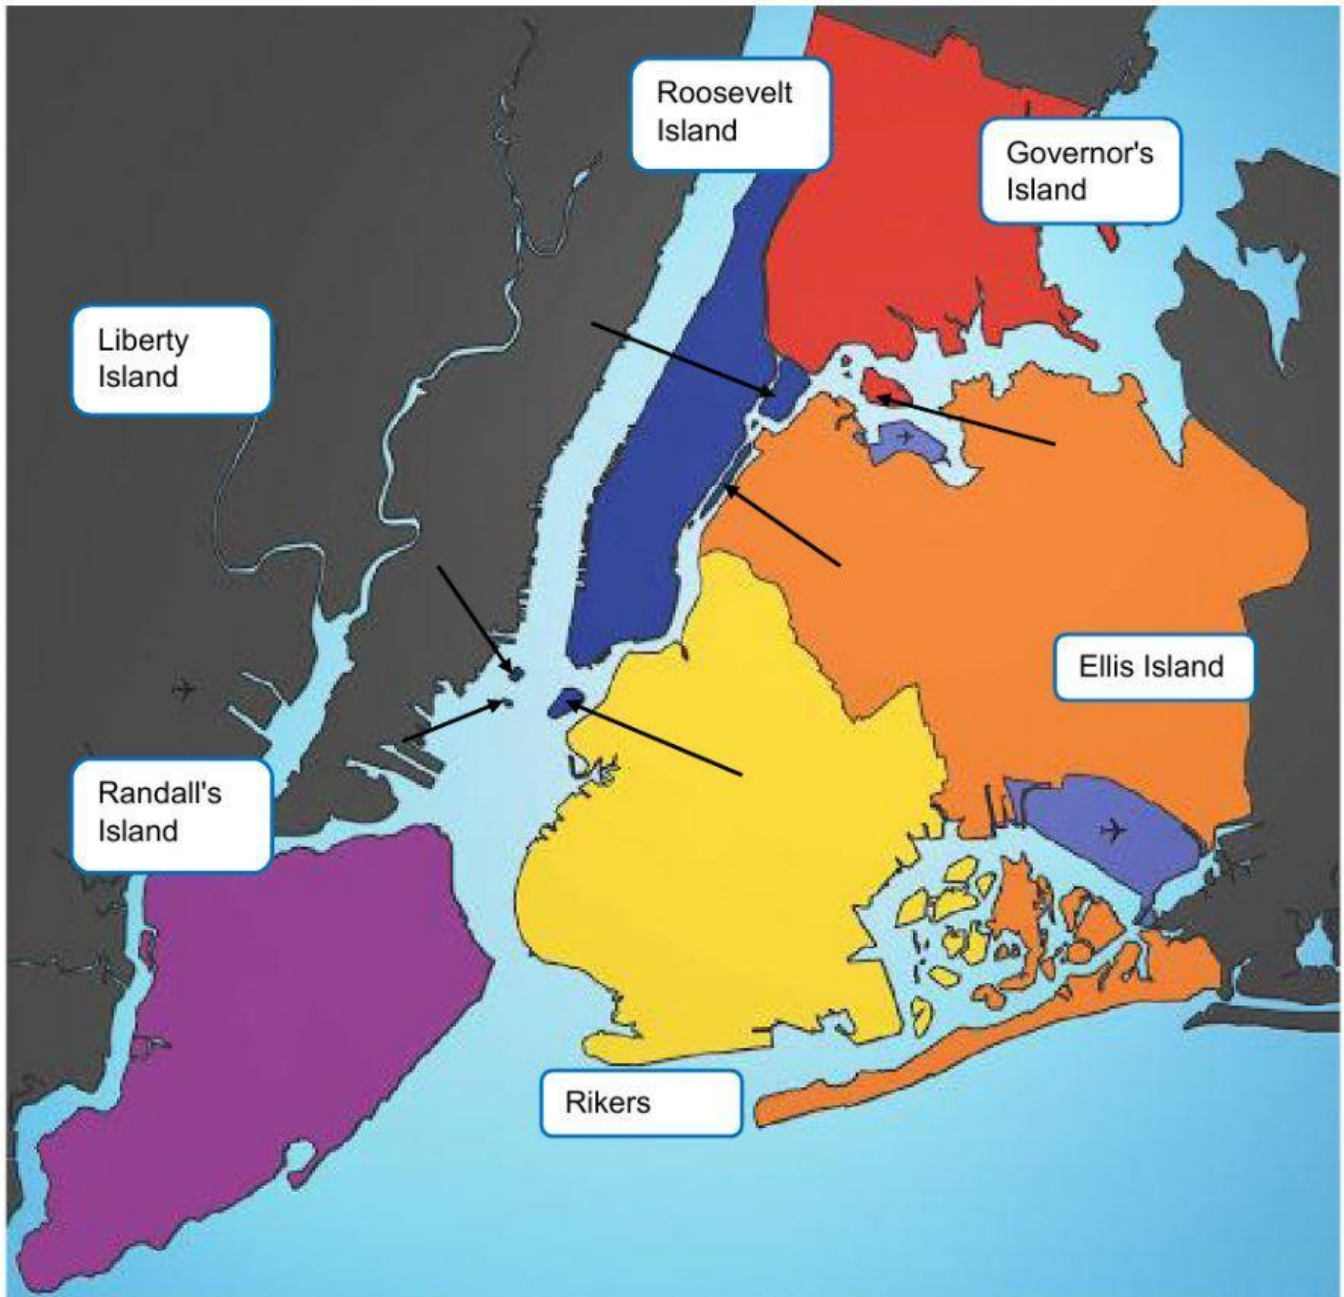 Roosevelt
Island
Governor's
Island
Liberty
Island
Ellis Island
Randall's
Island
Rikers